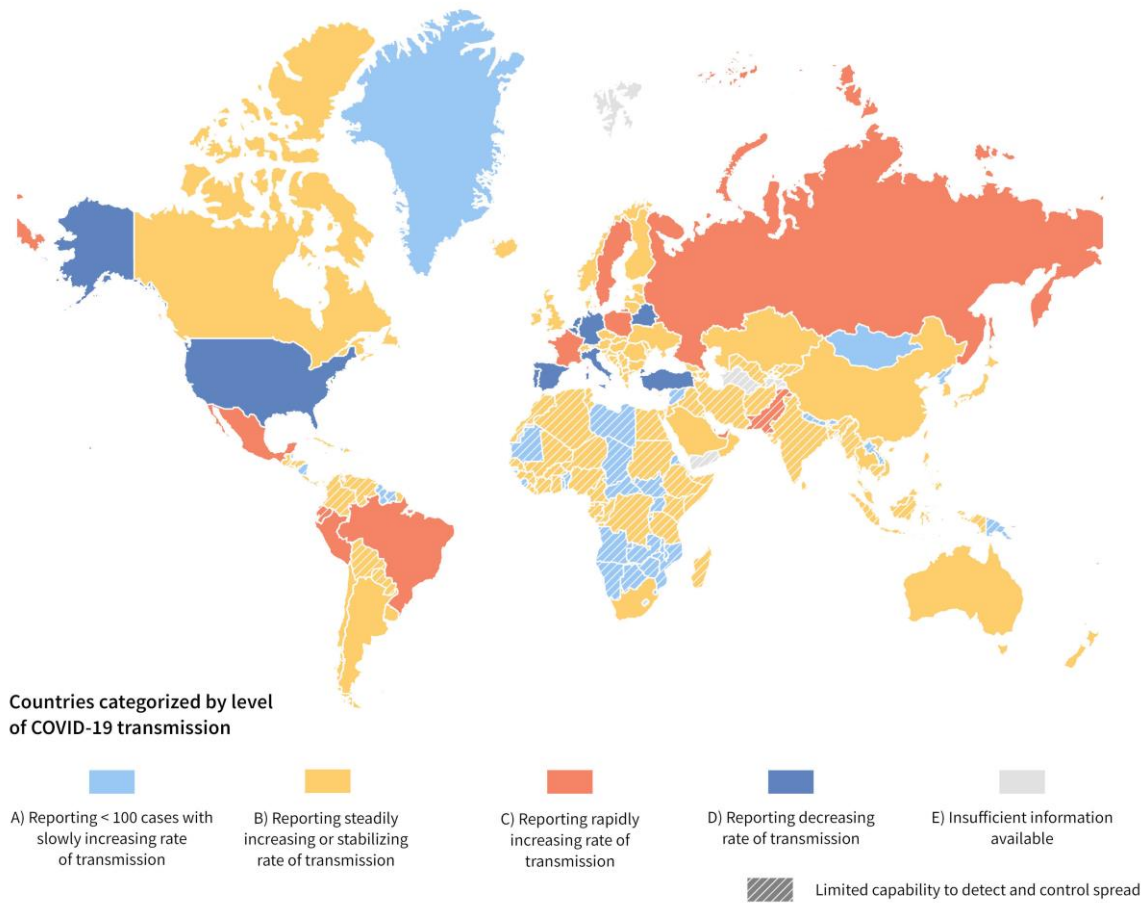 Countries categorized by level
of COVID-19 transmission
A) Reporting < 100 cases with
slowly increasing rate
of transmission
B) Reporting steadily
increasing or stabilizing
rate of transmission
C) Reporting rapidly
increasing rate of
transmission
D) Reporting decreasing
rate of transmission
E) Insufficient information
available
Limited capability to detect and control spread